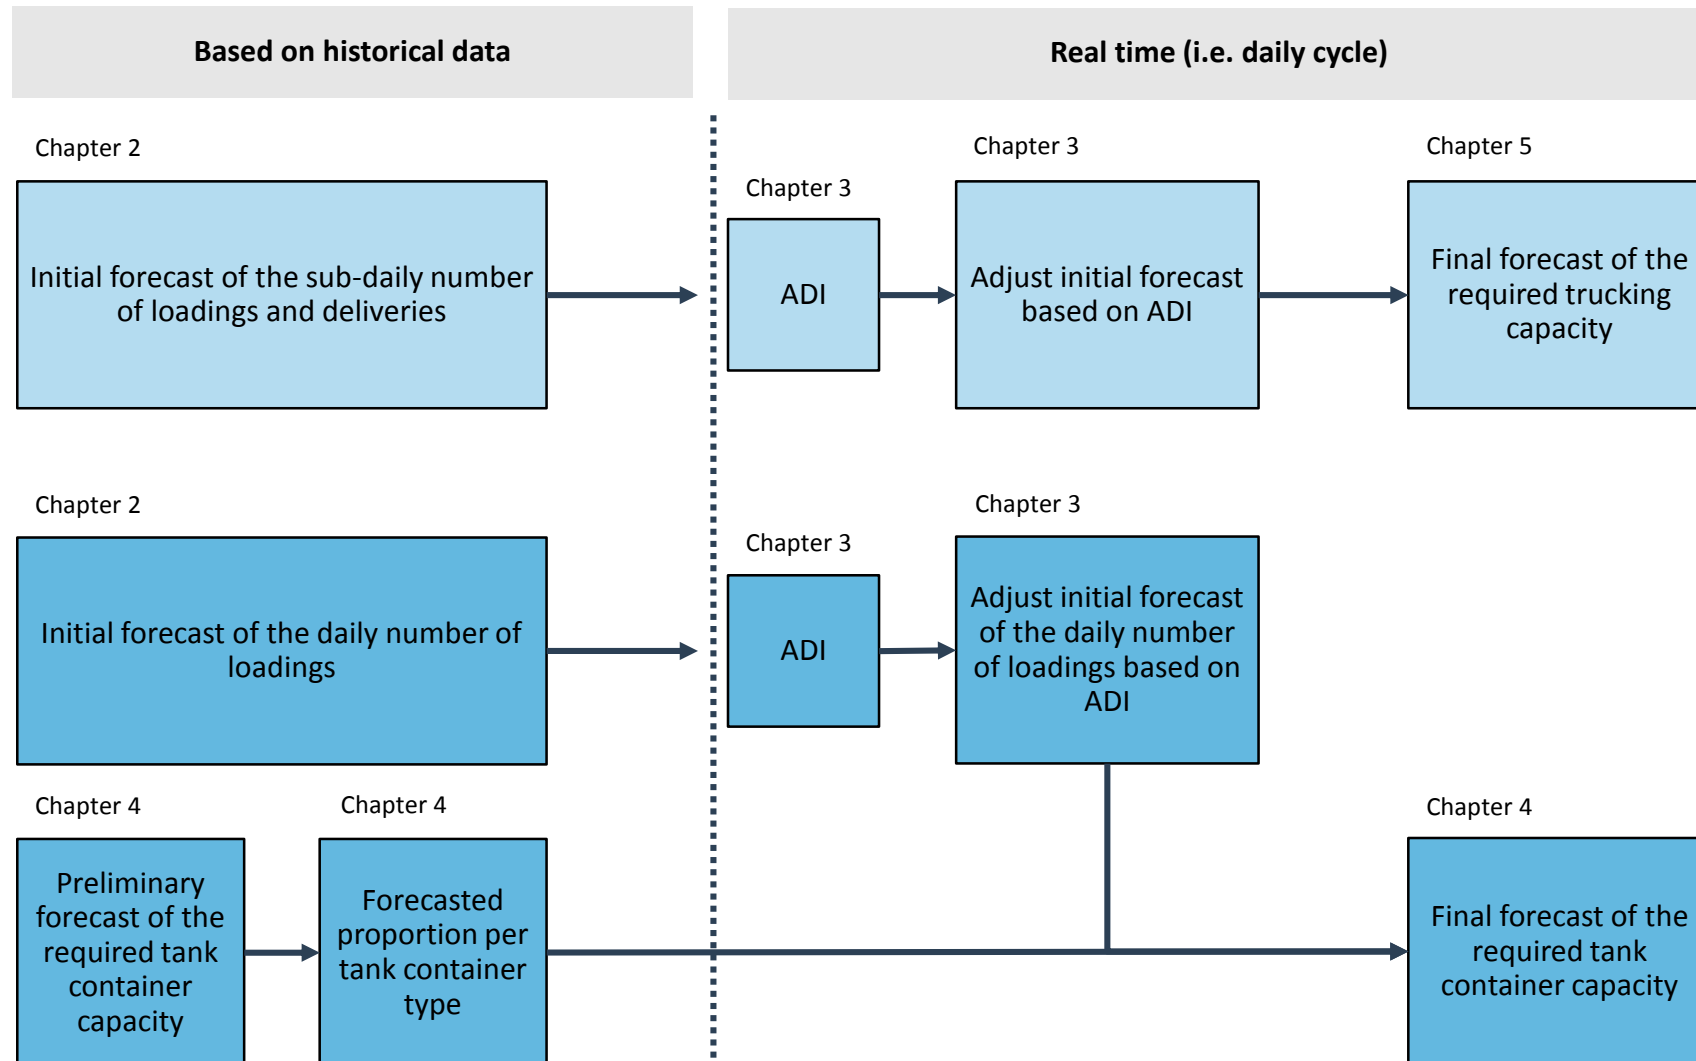 Based on historical data
Real time (i.e. daily cycle)
Chapter 2
Initial forecast of the sub-daily number
of loadings and deliveries
Chapter 3
ADI
Chapter 3
Adjust initial forecast
based on ADI
Chapter 5
Final forecast of the
required trucking
capacity
Chapter 2
Initial forecast of the daily number of
loadings
Chapter 3
ADI
Chapter 3
Adjust initial forecast
of the daily number
of loadings based on
ADI
Chapter 4
Preliminary
forecast of the
required tank
container
capacity
Chapter 4
Forecasted
proportion per
tank container
type
Chapter 4
Final forecast of the
required tank
container capacity